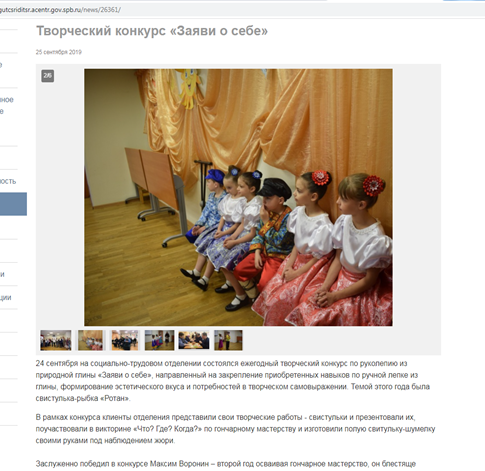 gutcsriditsr.acentr.gov.spb.ru/news/26361/
Творческий конкурс «Заяви о себе»
25 сентября 2019
2/6
е
нное
е
ность
и
ции
24 сентября на социально-трудовом отделении состоялся ежегодный творческий конкурс по рукоделию из
природной глины «Заяви о себе», направленный на закрепление приобретенных навыков по ручной лепке из
глины, формирование эстетического вкуса и потребностей в творческом самовыражении. Темой этого года была
свистулька-рыбка «Ротан».
В рамках конкурса клиенты отделения представили свои творческие работы - свистульки и презентовали их,
поучаствовали в викторине «Что? Где? Когда?» по гончарному мастерству и изготовили полую свитульку-шумелку
своими руками под наблюдением жюри.
Заслуженно победил в конкурсе Максим Воронин – второй год осваивая гончарное мастерство, он блестяще